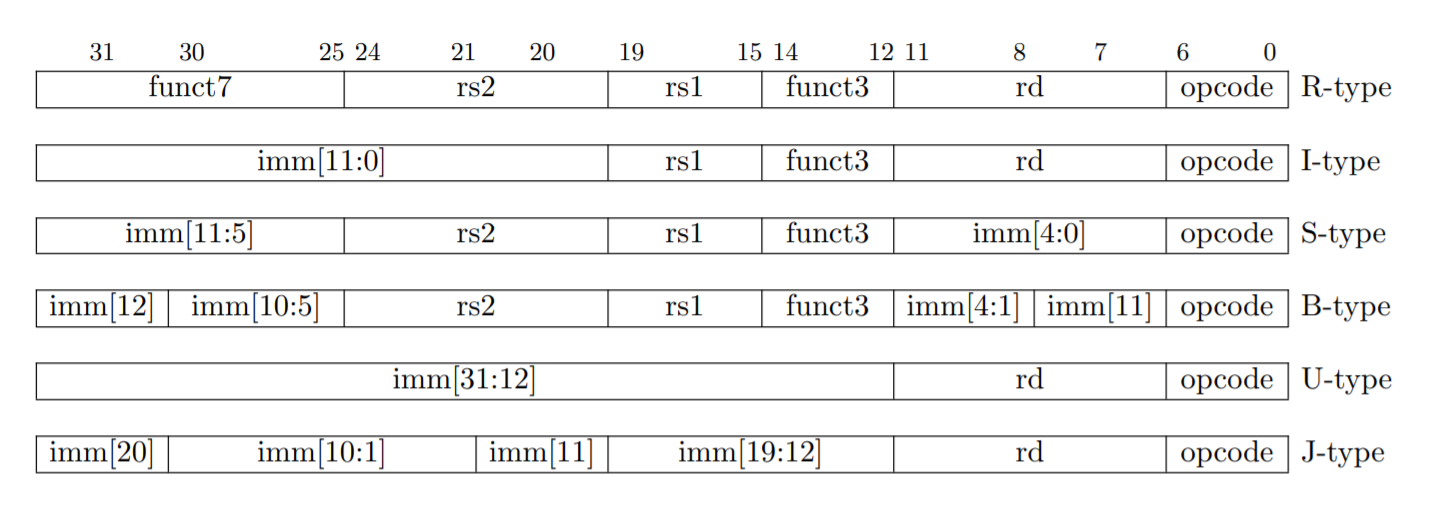 31 30 25 24 21 20 19 15 14 12 11 8 7 6 0
funct7 rs2 rs1 funct3 rd opcode R-type
imm[11:0] rs1 funct3 rd opcode I-type
imm[11:5] rs2 rs1 funct3 imm[4:0] opcode S-type
imm[12] imm[10:5] rs2 rs1 funct3 imm[4:1] imm[11] opcode B-type
imm[31:12] rd opcode U-type
imm[20] imm[10:1] imm[11] imm[19:12] rd opcode J-type